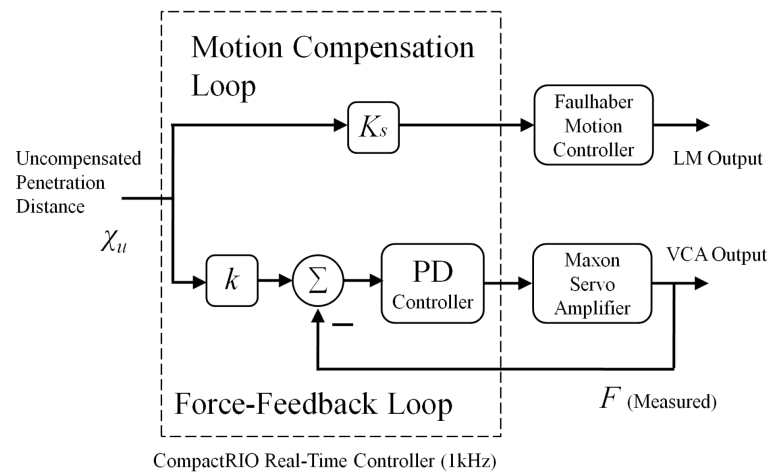 Motion Compensation
Loop
Uncompensated
Penetration
Distance
χu
Ks
Faulhaber
Motion
Controller
LM Output
k
Σ
PD
Controller
Maxon
Servo
Amplifier
VCA Output
−
Force-Feedback Loop
F (Measured)
CompactRIO Real-Time Controller (1kHz)